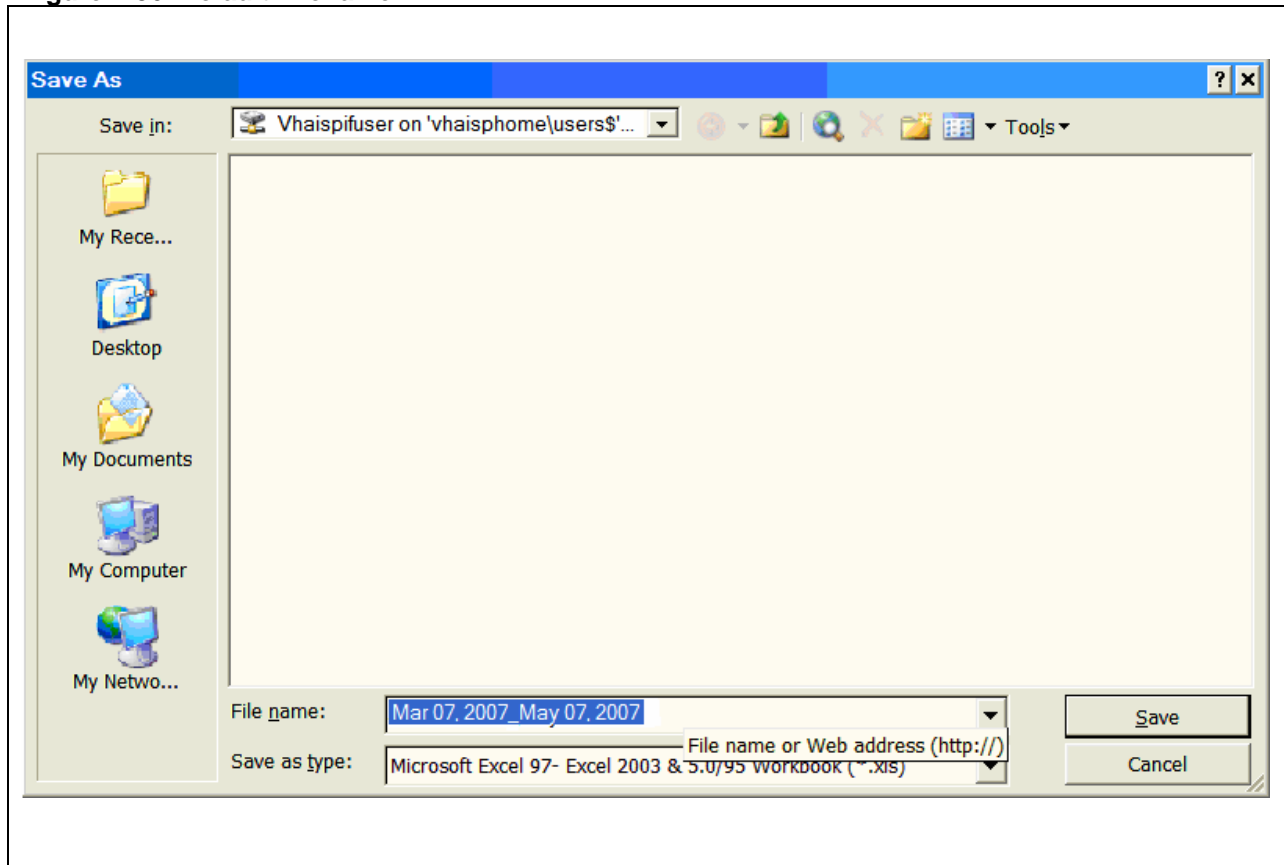 Save As
Save in:
Vhaispifuser on 'vhaisphome\users$'...
Tools
My Rece...
Desktop
My Documents
My Computer
My Netwo...
File name:
Mar 07, 2007_May 07, 2007
Save
File name or Web address (http://)
Save as type:
Microsoft Excel 97- Excel 2003 & 5.0/95 Workbook (*.xls)
Cancel